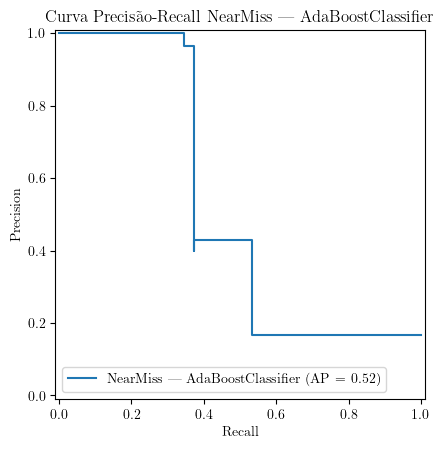 Curva Precisão-Recall NearMiss — AdaBoostClassifier
1.0
0.8
0.6
0.4
0.2
0.0
Precision
NearMiss — AdaBoostClassifier (AP = 0.52)
0.0 0.2 0.4 0.6 0.8 1.0
Recall